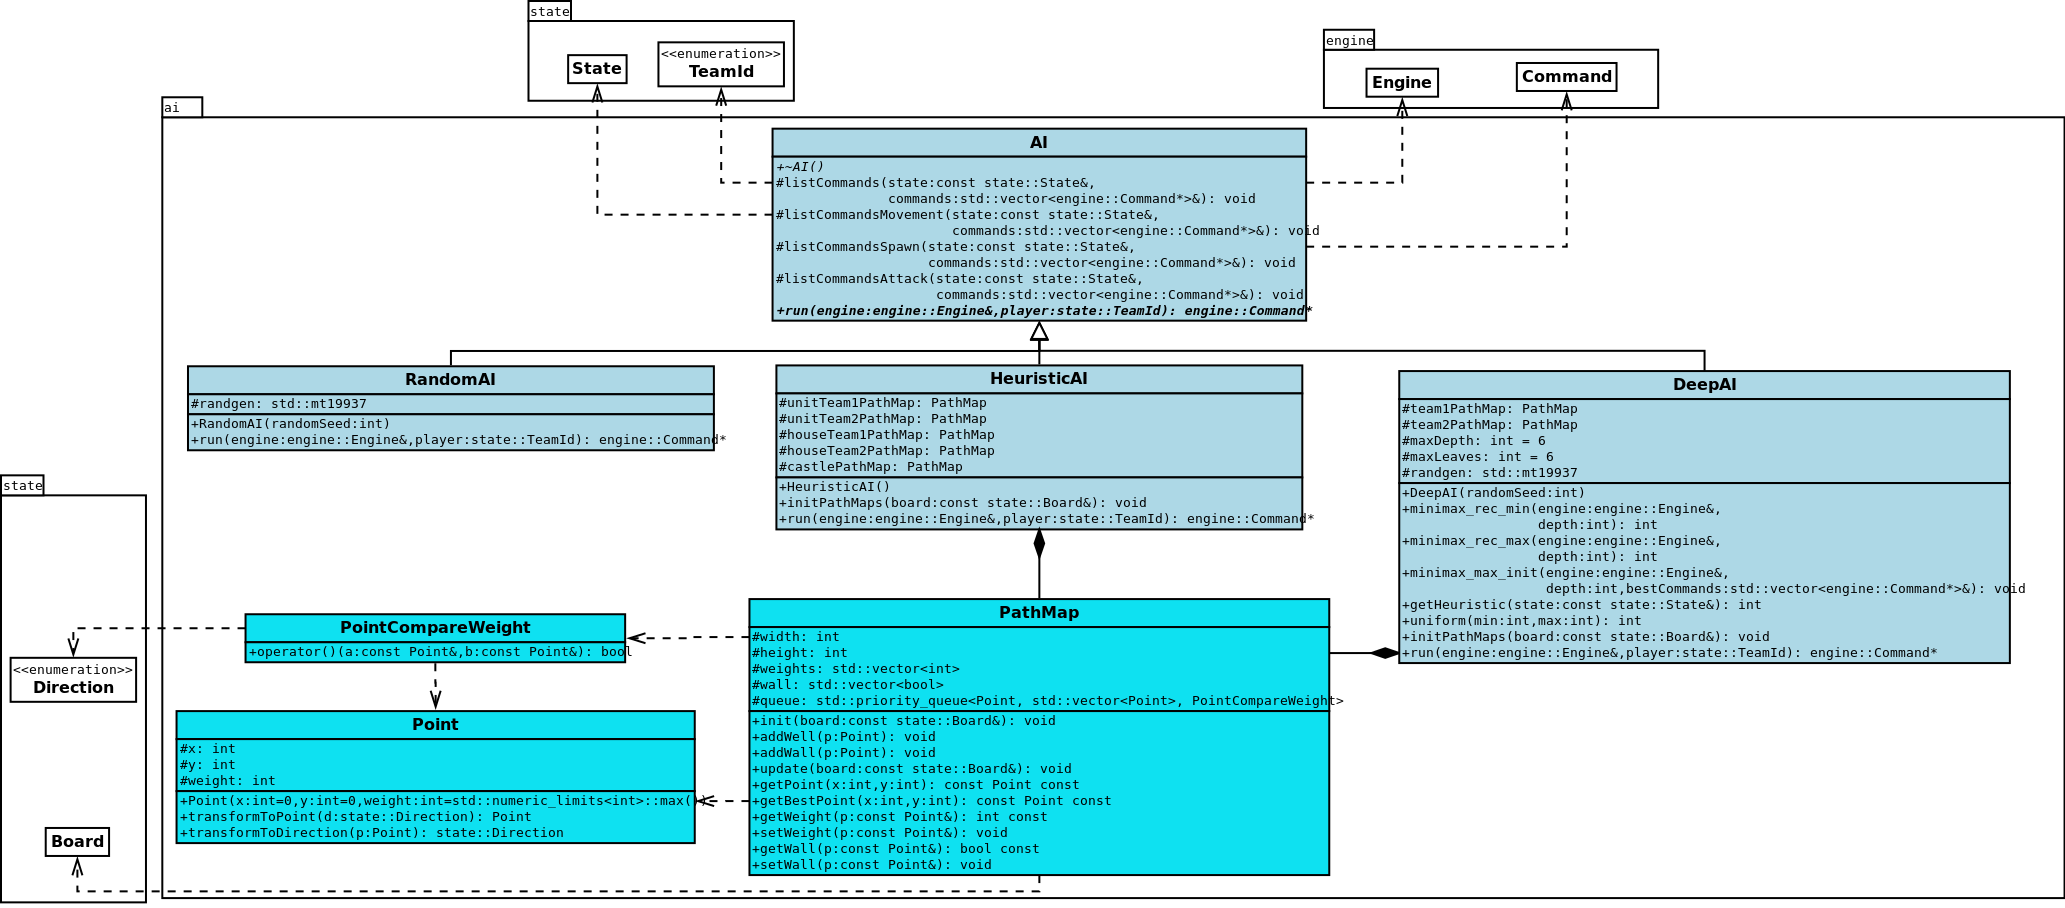 state
State
<<enumeration>>
TeamId
engine
Engine
Command
ai
AI
+~AI()
#listCommands(state:const state::State&,
commands:std::vector<engine::Command*>&): void
#listCommandsMovement(state:const state::State&,
commands:std::vector<engine::Command*>&): void
#listCommandsSpawn(state:const state::State&,
commands:std::vector<engine::Command*>&): void
#listCommandsAttack(state:const state::State&,
commands:std::vector<engine::Command*>&): void
+run(engine:engine::Engine&,player:state::TeamId): engine::Command*
RandomAI
#randgen: std::mt19937
+RandomAI(randomSeed:int)
+run(engine:engine::Engine&,player:state::TeamId): engine::Command*
HeuristicAI
#unitTeam1PathMap: PathMap
#unitTeam2PathMap: PathMap
#houseTeam1PathMap: PathMap
#houseTeam2PathMap: PathMap
#castlePathMap: PathMap
+HeuristicAI()
+initPathMaps(board:const state::Board&): void
+run(engine:engine::Engine&,player:state::TeamId): engine::Command*
DeepAI
#team1PathMap: PathMap
#team2PathMap: PathMap
#maxDepth: int = 6
#maxLeaves: int = 6
#randgen: std::mt19937
+DeepAI(randomSeed:int)
+minimax_rec_min(engine:engine::Engine&,
depth:int): int
+minimax_rec_max(engine:engine::Engine&,
depth:int): int
+minimax_max_init(engine:engine::Engine&,
depth:int,bestCommands:std::vector<engine::Command*>&): void
+getHeuristic(state:const state::State&): int
+uniform(min:int,max:int): int
+initPathMaps(board:const state::Board&): void
+run(engine:engine::Engine&,player:state::TeamId): engine::Command*
state
<<enumeration>>
Direction
Board
PointCompareWeight
+operator()(a:const Point&,b:const Point&): bool
Point
#x: int
#y: int
#weight: int
+Point(x:int=0,y:int=0,weight:int=std::numeric_limits<int>::max())
+transformToPoint(d:state::Direction): Point
+transformToDirection(p:Point): state::Direction
PathMap
#width: int
#height: int
#weights: std::vector<int>
#wall: std::vector<bool>
#queue: std::priority_queue<Point, std::vector<Point>, PointCompareWeight>
+init(board:const state::Board&): void
+addWell(p:Point): void
+addWall(p:Point): void
+update(board:const state::Board&): void
+getPoint(x:int,y:int): const Point const
+getBestPoint(x:int,y:int): const Point const
+getWeight(p:const Point&): int const
+setWeight(p:const Point&): void
+getWall(p:const Point&): bool const
+setWall(p:const Point&): void